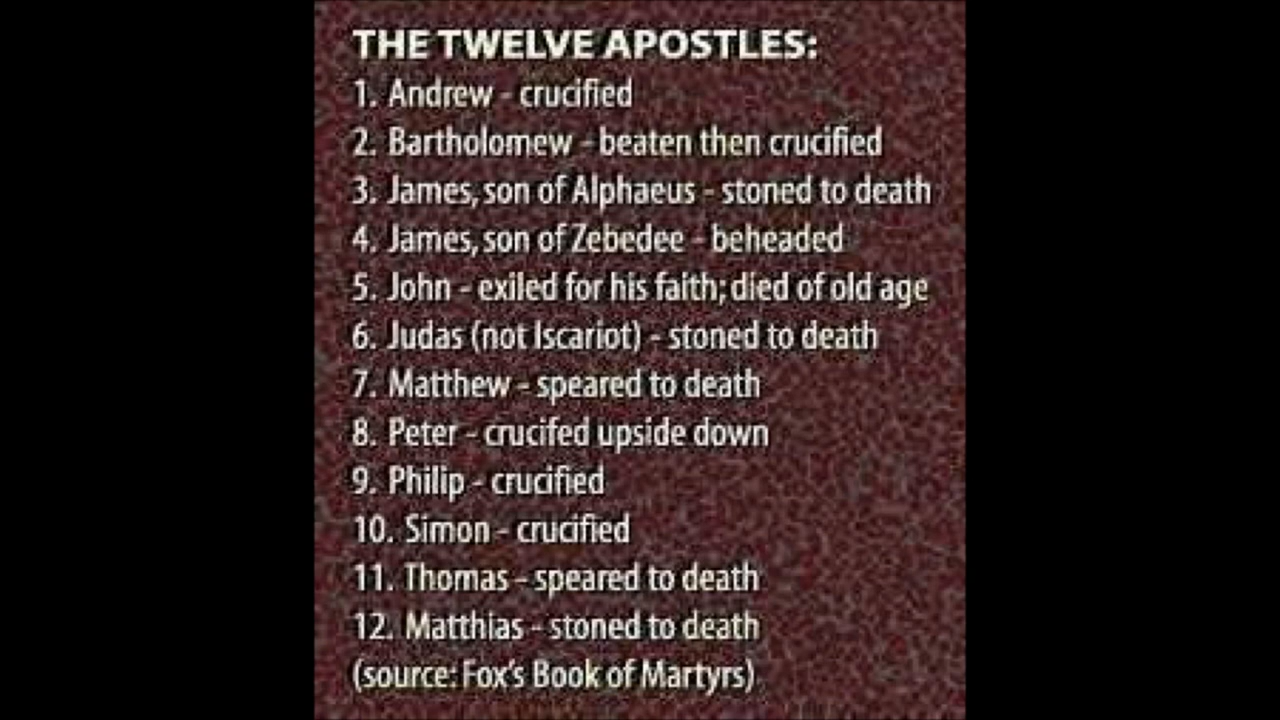 THE TWELVE APOSTLES:
1. Andrew - crucified
2. Bartholomew - beaten then crucified
3. James, son of Alphaeus - stoned to death
4. James, son of Zebedee - beheaded
5. John - exiled for his faith; died of old age
6. Judas (not Iscariot) - stoned to death
7. Matthew - speared to death
8. Peter - crucifed upside down
9. Philip - crucified
10. Simon - crucified
11. Thomas - speared to death
12. Matthias - stoned to death
(source: Fox's Book of Martyrs)